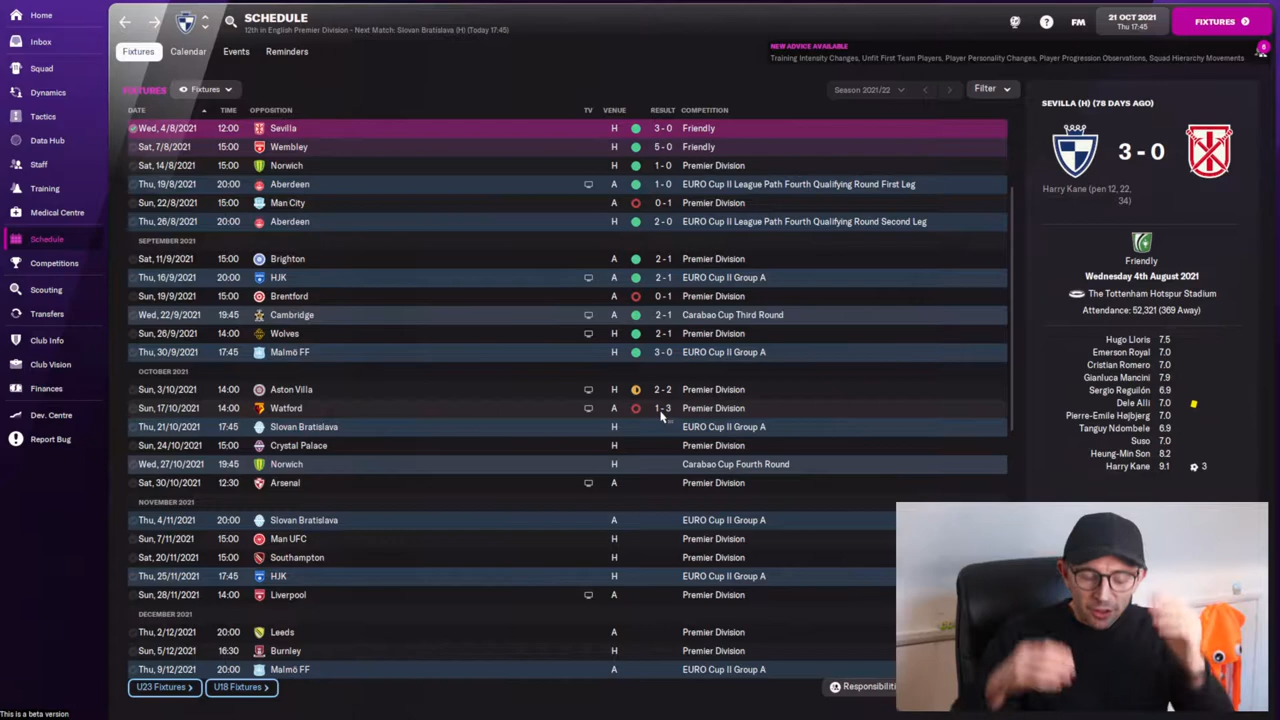 Home
Inbox
Squad
Dynamics
Tactics
Data Hub
Staff
Training
Medical Centre
Schedule
Competitions
Scouting
Transfers
Club Info
Club Vision
Finances
Dev. Centre
Report Bug
This is a beta version
SCHEDULE
12th in English Premier Division - Next Match: Slovan Bratislava (H) (Today 17:45)
FM
21 OCT 2021
Thu 17:45
FIXTURES
Fixtures Calendar Events Reminders
NEW ADVICE AVAILABLE
Training Intensity Changes, Unfit First Team Players, Player Personality Changes, Player Progression Observations, Squad Hierarchy Movements
6
FIXTURES Fixtures Season 2021/22 Filter
DATE TIME OPPOSITION TV VENUE RESULT COMPETITION
Wed, 4/8/2021 12:00 Sevilla H 3 - 0 Friendly
Sat, 7/8/2021 15:00 Wembley H 5 - 0 Friendly
Sat, 14/8/2021 15:00 Norwich H 1 - 0 Premier Division
Thu, 19/8/2021 20:00 Aberdeen A 1 - 0 EURO Cup II League Path Fourth Qualifying Round First Leg
Sun, 22/8/2021 15:00 Man City A 0 - 1 Premier Division
Thu, 26/8/2021 20:00 Aberdeen H 2 - 0 EURO Cup II League Path Fourth Qualifying Round Second Leg
SEPTEMBER 2021
Sat, 11/9/2021 15:00 Brighton A 2 - 1 Premier Division
Thu, 16/9/2021 20:00 HJK A 2 - 1 EURO Cup II Group A
Sun, 19/9/2021 15:00 Brentford A 0 - 1 Premier Division
Wed, 22/9/2021 19:45 Cambridge A 2 - 1 Carabao Cup Third Round
Sun, 26/9/2021 14:00 Wolves H 2 - 1 Premier Division
Thu, 30/9/2021 17:45 Malmö FF H 3 - 0 EURO Cup II Group A
OCTOBER 2021
Sun, 3/10/2021 14:00 Aston Villa H 2 - 2 Premier Division
Sun, 17/10/2021 14:00 Watford A 1 - 3 Premier Division
Thu, 21/10/2021 17:45 Slovan Bratislava H EURO Cup II Group A
Sun, 24/10/2021 15:00 Crystal Palace H Premier Division
Wed, 27/10/2021 19:45 Norwich H Carabao Cup Fourth Round
Sat, 30/10/2021 12:30 Arsenal A Premier Division
NOVEMBER 2021
Thu, 4/11/2021 20:00 Slovan Bratislava A EURO Cup II Group A
Sun, 7/11/2021 15:00 Man UFC H Premier Division
Sat, 20/11/2021 15:00 Southampton H Premier Division
Thu, 25/11/2021 17:45 HJK H EURO Cup II Group A
Sun, 28/11/2021 14:00 Liverpool A Premier Division
DECEMBER 2021
Thu, 2/12/2021 20:00 Leeds A Premier Division
Sun, 5/12/2021 16:30 Burnley H Premier Division
Thu, 9/12/2021 20:00 Malmö FF A EURO Cup II Group A
U23 Fixtures U18 Fixtures
SEVILLA (H) (78 DAYS AGO)
3 - 0
Harry Kane (pen 12, 22,
34)
Friendly
Wednesday 4th August 2021
The Tottenham Hotspur Stadium
Attendance: 52,321 (369 Away)
Hugo Lloris 7.5
Emerson Royal 7.0
Cristian Romero 7.0
Gianluca Mancini 7.9
Sergio Reguilón 6.9
Dele Alli 7.0
Pierre-Emile Højbjerg 7.0
Tanguy Ndombele 6.9
Suso 7.0
Heung-Min Son 8.2
Harry Kane 9.1 3